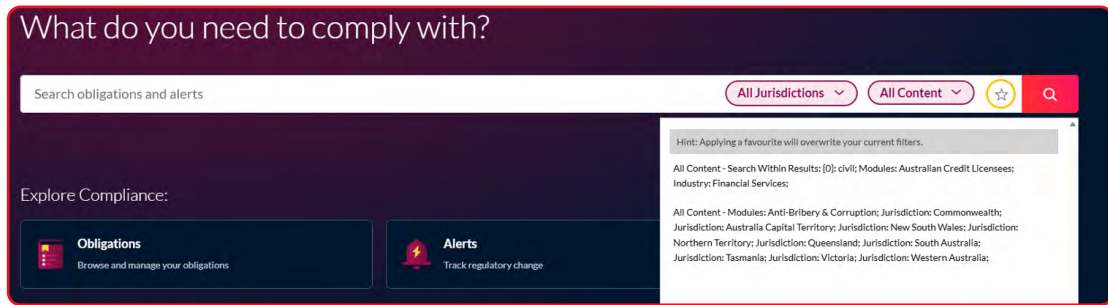 What do you need to comply with?
Search obligations and alerts
All Jurisdictions
All Content
Hint: Applying a favourite will overwrite your current filters.
All Content - Search Within Results: {0}: civil; Modules: Australian Credit Licensees;
Industry: Financial Services;
All Content - Modules: Anti-Bribery & Corruption; Jurisdiction: Commonwealth;
Jurisdiction: Australia Capital Territory; Jurisdiction: New South Wales; Jurisdiction:
Northern Territory; Jurisdiction: Queensland; Jurisdiction: South Australia;
Jurisdiction: Tasmania; Jurisdiction: Victoria; Jurisdiction: Western Australia;
Explore Compliance:
Obligations
Browse and manage your obligations
Alerts
Track regulatory change